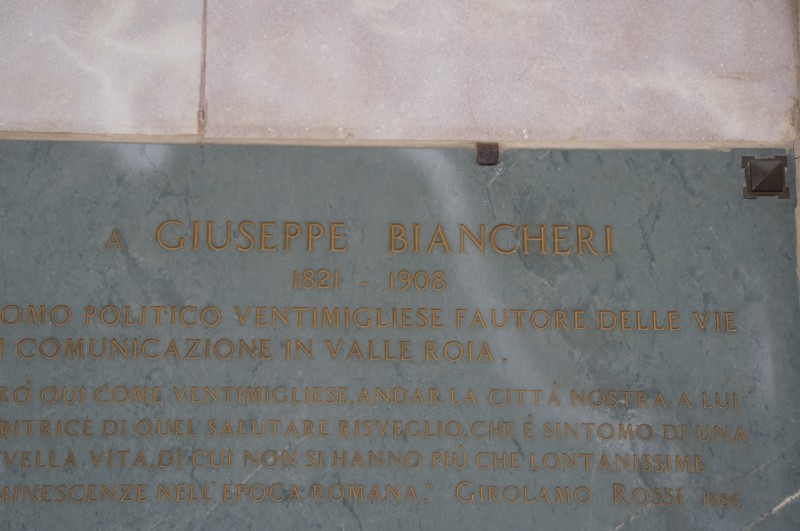 A GIUSEPPE BIANCHERI
1821 - 1908
OMO POLITICO VENTIMIGLIESE FAUTORE DELLE VIE
I COMUNICAZIONE IN VALLE ROIA.
RÒ QUI COME VENTIMIGLIESE, ANDAR LA CITTÁ NOSTRA, A LUI
BITRICE DI QUEL SALUTARE RISVEGLIO, CHE É SINTOMO DI UNA
VELLA VITA, DI CUI NON SI HANNO PIÚ CHE LONTANISSIME
MINESCENZE NELL'EPOCA ROMANA." GIROLAMO ROSSI 1886.